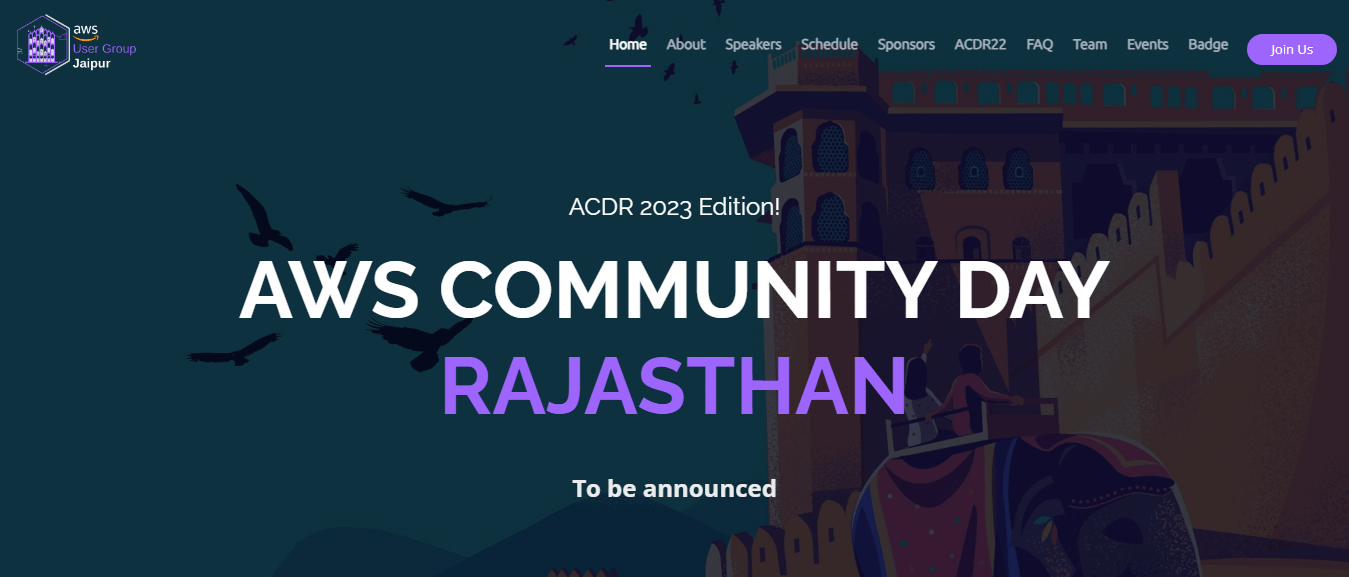 aws
User Group
Jaipur
Home About Speakers Schedule Sponsors ACDR22 FAQ Team Events Badge Join Us
ACDR 2023 Edition!
AWS COMMUNITY DAY
RAJASTHAN
To be announced